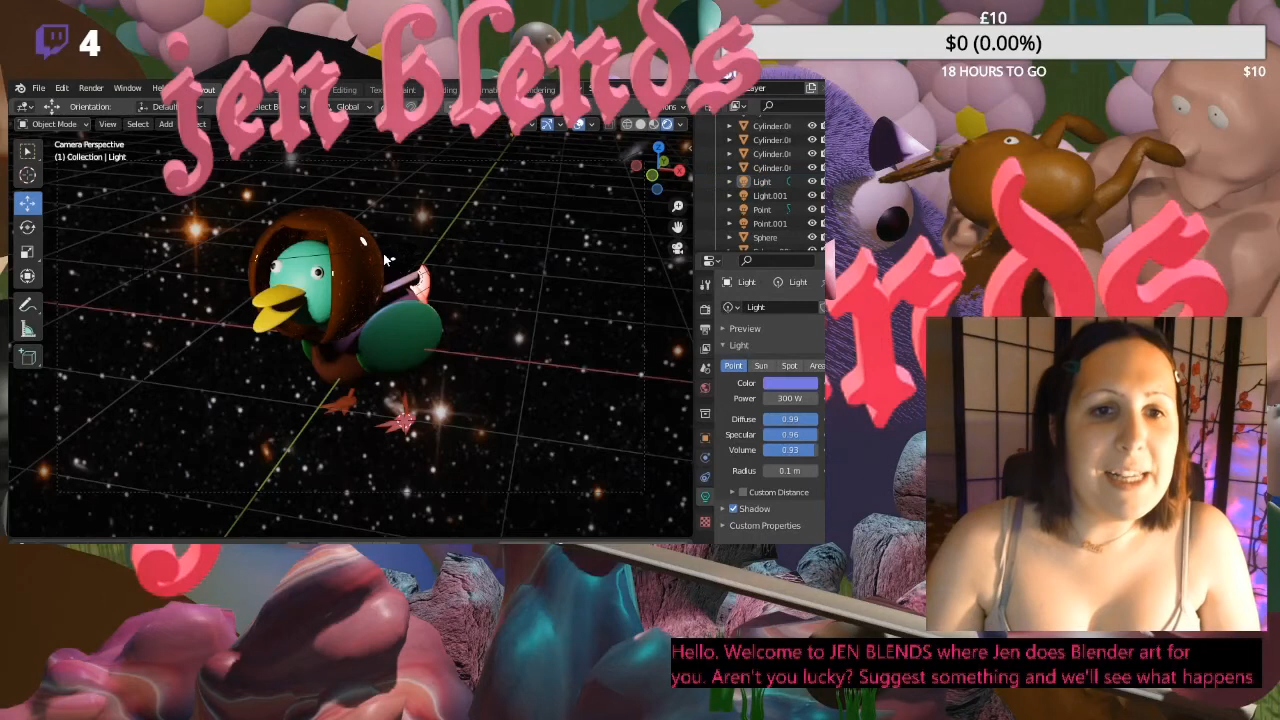 4
jen blends
£10
$0 (0.00%)
18 HOURS TO GO
$10
File Edit Render Window
Orientation:
Global
Object Mode View Select Add
Camera Perspective
(1) Collection | Light
Layer
Cylinder.0
Cylinder.0
Cylinder.0
Cylinder.0
Light
Light.001
Point
Point.001
Sphere
Light Light
Light
Preview
Light
Point Sun Spot Area
Color
Power 300 W
Diffuse 0.99
Specular 0.96
Volume 0.93
Radius 0.1 m
Custom Distance
Shadow
Custom Properties
Hello. Welcome to JEN BLENDS where Jen does Blender art for
you. Aren't you lucky? Suggest something and we'll see what happens